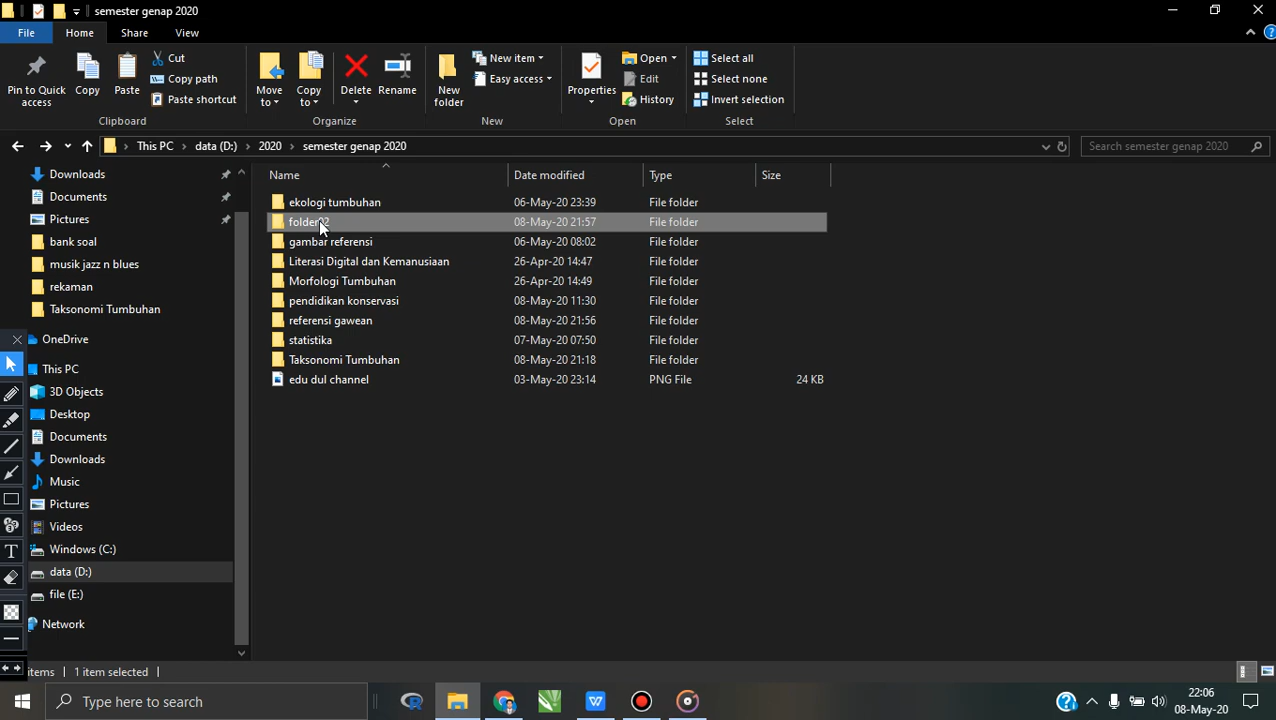 semester genap 2020
File Home Share View
Pin to Quick access
Copy
Paste
Cut
Copy path
Paste shortcut
Move to
Copy to
Delete
Rename
New folder
New item
Easy access
Properties
Open
Edit
History
Select all
Select none
Invert selection
Clipboard Organize New Open Select
This PC › data (D:) › 2020 › semester genap 2020
Search semester genap 2020
Downloads
Documents
Pictures
bank soal
musik jazz n blues
rekaman
Taksonomi Tumbuhan
OneDrive
This PC
3D Objects
Desktop
Documents
Downloads
Music
Pictures
Videos
Windows (C:)
data (D:)
file (E:)
Network
Name Date modified Type Size
ekologi tumbuhan 06-May-20 23:39 File folder
08-May-20 21:57 File folder
gambar referensi 06-May-20 08:02 File folder
Literasi Digital dan Kemanusiaan 26-Apr-20 14:47 File folder
Morfologi Tumbuhan 26-Apr-20 14:49 File folder
pendidikan konservasi 08-May-20 11:30 File folder
referensi gawean 08-May-20 21:56 File folder
statistika 07-May-20 07:50 File folder
Taksonomi Tumbuhan 08-May-20 21:18 File folder
edu dul channel 03-May-20 23:14 PNG File 24 KB
items 1 item selected
Type here to search
22:06
08-May-20